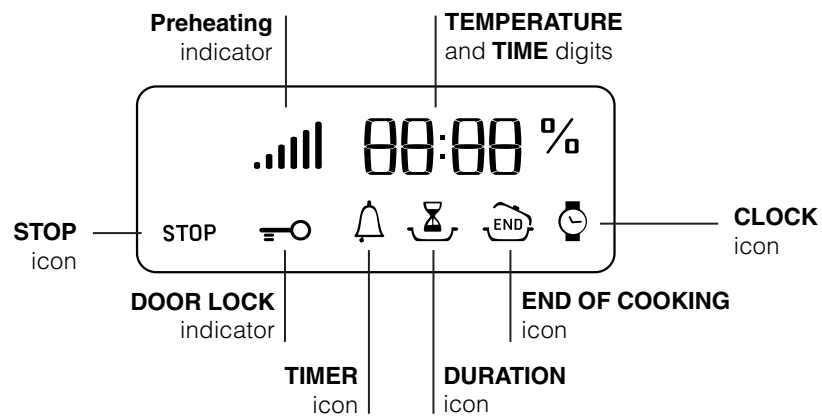 Preheating
indicator
TEMPERATURE
and TIME digits
88:88 %
STOP
icon
STOP
END
CLOCK
icon
DOOR LOCK
indicator
END OF COOKING
icon
TIMER
icon
DURATION
icon